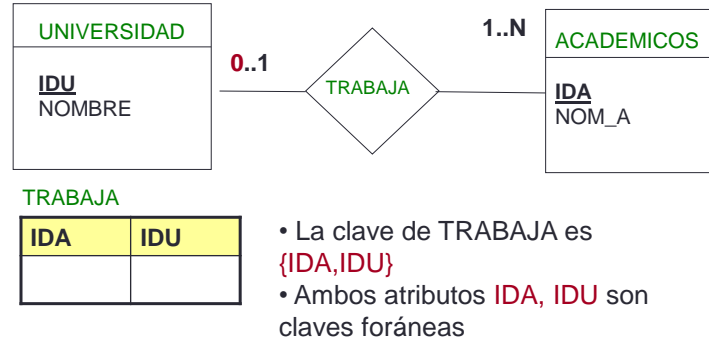 UNIVERSIDAD
IDU
NOMBRE
0..1
TRABAJA
1..N
ACADEMICOS
IDA
NOM_A
TRABAJA
IDA IDU
• La clave de TRABAJA es
{IDA,IDU}
• Ambos atributos IDA, IDU son
claves foráneas